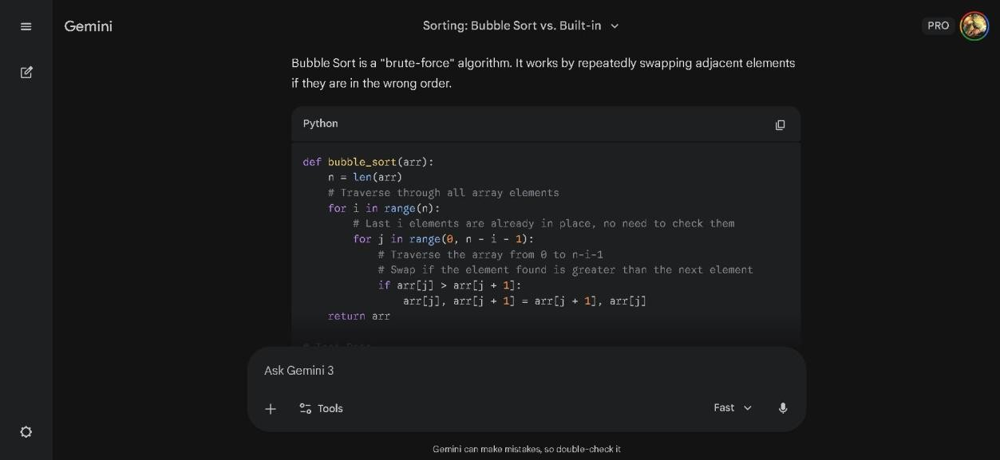 Gemini
Sorting: Bubble Sort vs. Built-in
PRO
Bubble Sort is a "brute-force" algorithm. It works by repeatedly swapping adjacent elements
if they are in the wrong order.
Python
def bubble_sort(arr):
    n = len(arr)
    # Traverse through all array elements
    for i in range(n):
        # Last i elements are already in place, no need to check them
        for j in range(0, n - i - 1):
            # Traverse the array from 0 to n-i-1
            # Swap if the element found is greater than the next element
            if arr[j] > arr[j + 1]:
                arr[j], arr[j + 1] = arr[j + 1], arr[j]
    return arr
Ask Gemini 3
Tools
Fast
Gemini can make mistakes, so double-check it